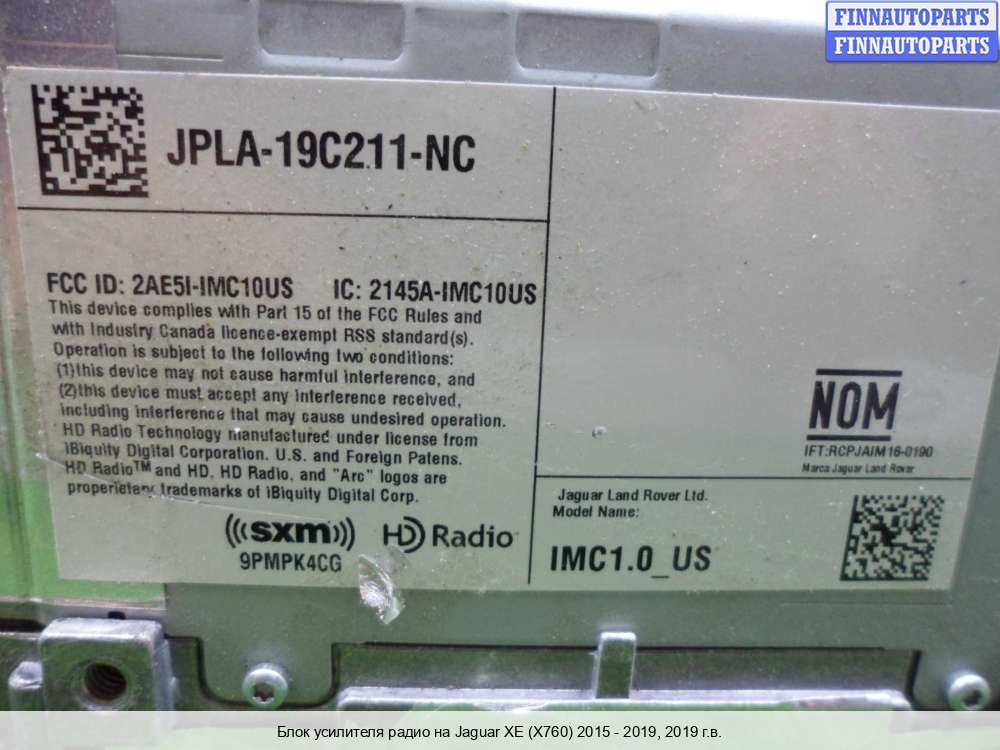 FINNAUTOPARTS
FINNAUTOPARTS
JPLA-19C211-NC
FCC ID: 2AE5I-IMC10US IC: 2145A-IMC10US
This device complies with Part 15 of the FCC Rules and
with Industry Canada licence-exempt RSS standard(s).
Operation is subject to the following two conditions:
(1)this device may not cause harmful interference, and
(2)this device must accept any interference received,
including interference that may cause undesired operation.
HD Radio Technology manufactured under license from
iBiquity Digital Corporation. U.S. and Foreign Patens.
HD Radio™ and HD, HD Radio, and "Arc" logos are
proprietary trademarks of iBiquity Digital Corp.
(((sxm)))
HD Radio
9PMPK4CG
NOM
IFT:RCPJAIM16-0190
Marca Jaguar Land Rover
Jaguar Land Rover Ltd.
Model Name:
IMC1.0_US
Блок усилителя радио на Jaguar XE (X760) 2015 - 2019, 2019 г.в.